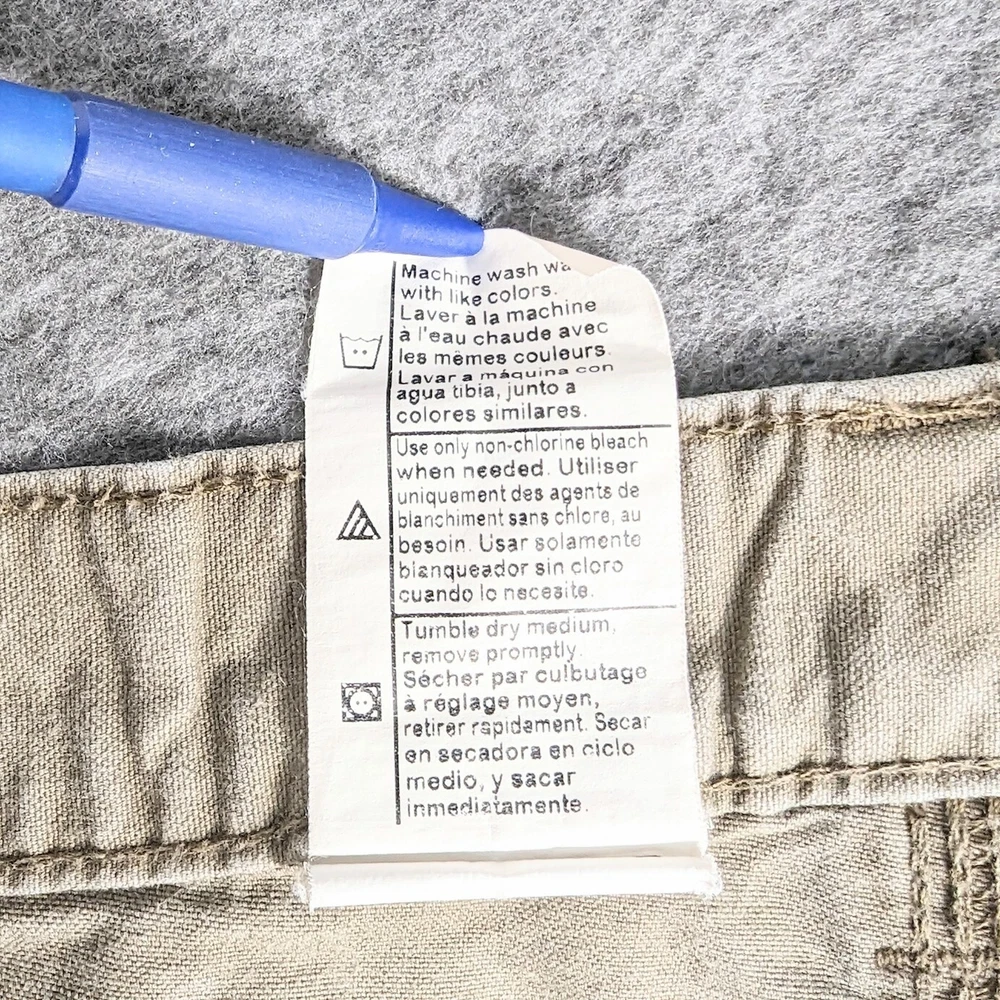 Machine wash wa
with like colors.
Laver à la machine
à l'eau chaude avec
les mêmes couleurs.
Lavar a máquina con
agua tibia, junto a
colores similares.
Use only non-chlorine bleach
when needed. Utiliser
uniquement des agents de
blanchiment sans chlore, au
besoin. Usar solamente
blanqueador sin cloro
cuando lo necesite.
Tumble dry medium,
remove promptly.
Sécher par culbutage
à réglage moyen,
retirer rapidament. Secar
en secadora en ciclo
medio, y sacar
inmediatamente.